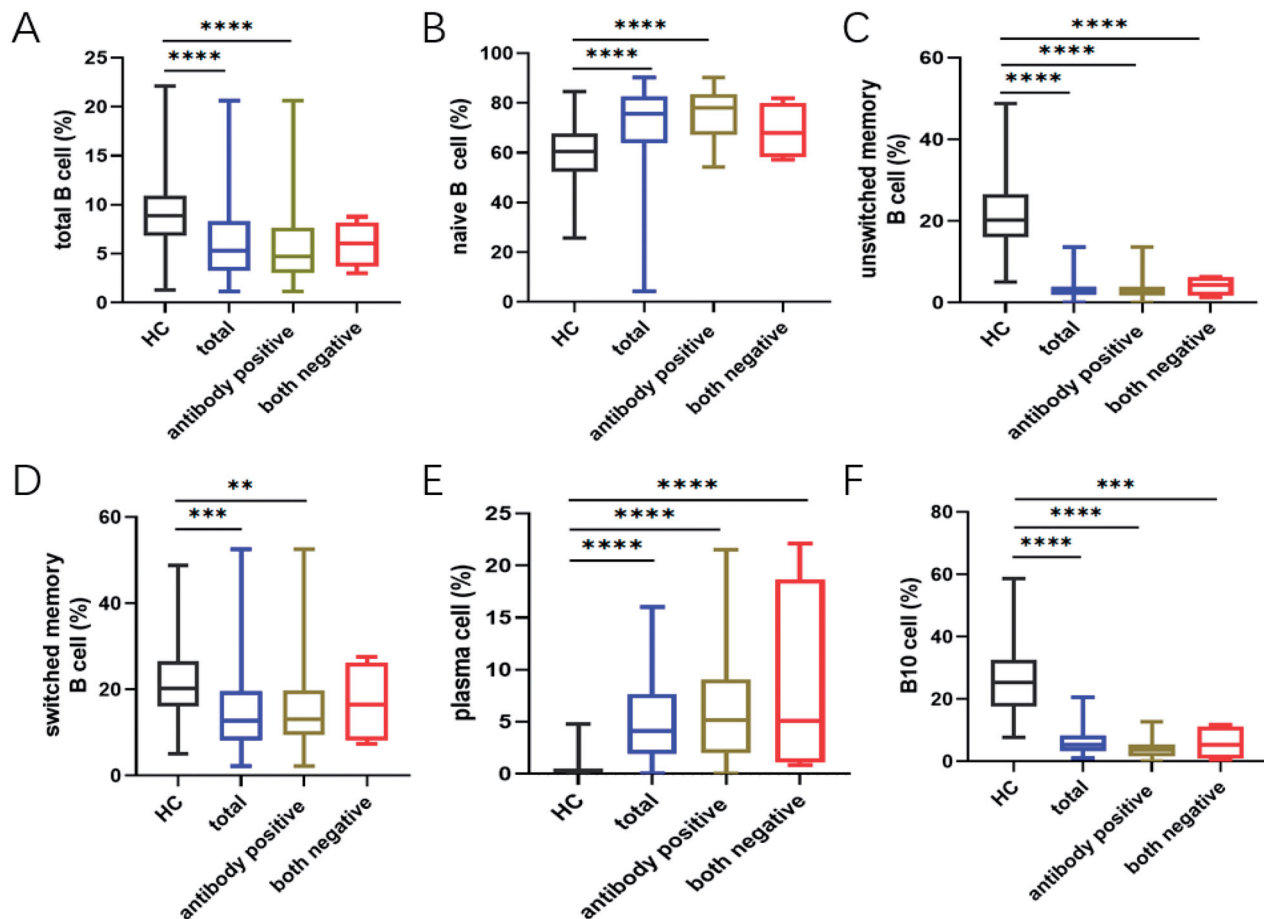 A
****
****
total B cell (%)
25
20
15
10
5
0
HC
total
antibody positive
both negative
B
****
****
naive B cell (%)
100
80
60
40
20
0
HC
total
antibody positive
both negative
C
****
****
****
unswitched memory
B cell (%)
60
40
20
0
HC
total
antibody positive
both negative
D
**
***
switched memory
B cell (%)
60
40
20
0
HC
total
antibody positive
both negative
E
****
****
****
plasma cell (%)
25
20
15
10
5
0
HC
total
antibody positive
both negative
F
***
****
****
B10 cell (%)
80
60
40
20
0
HC
total
antibody positive
both negative